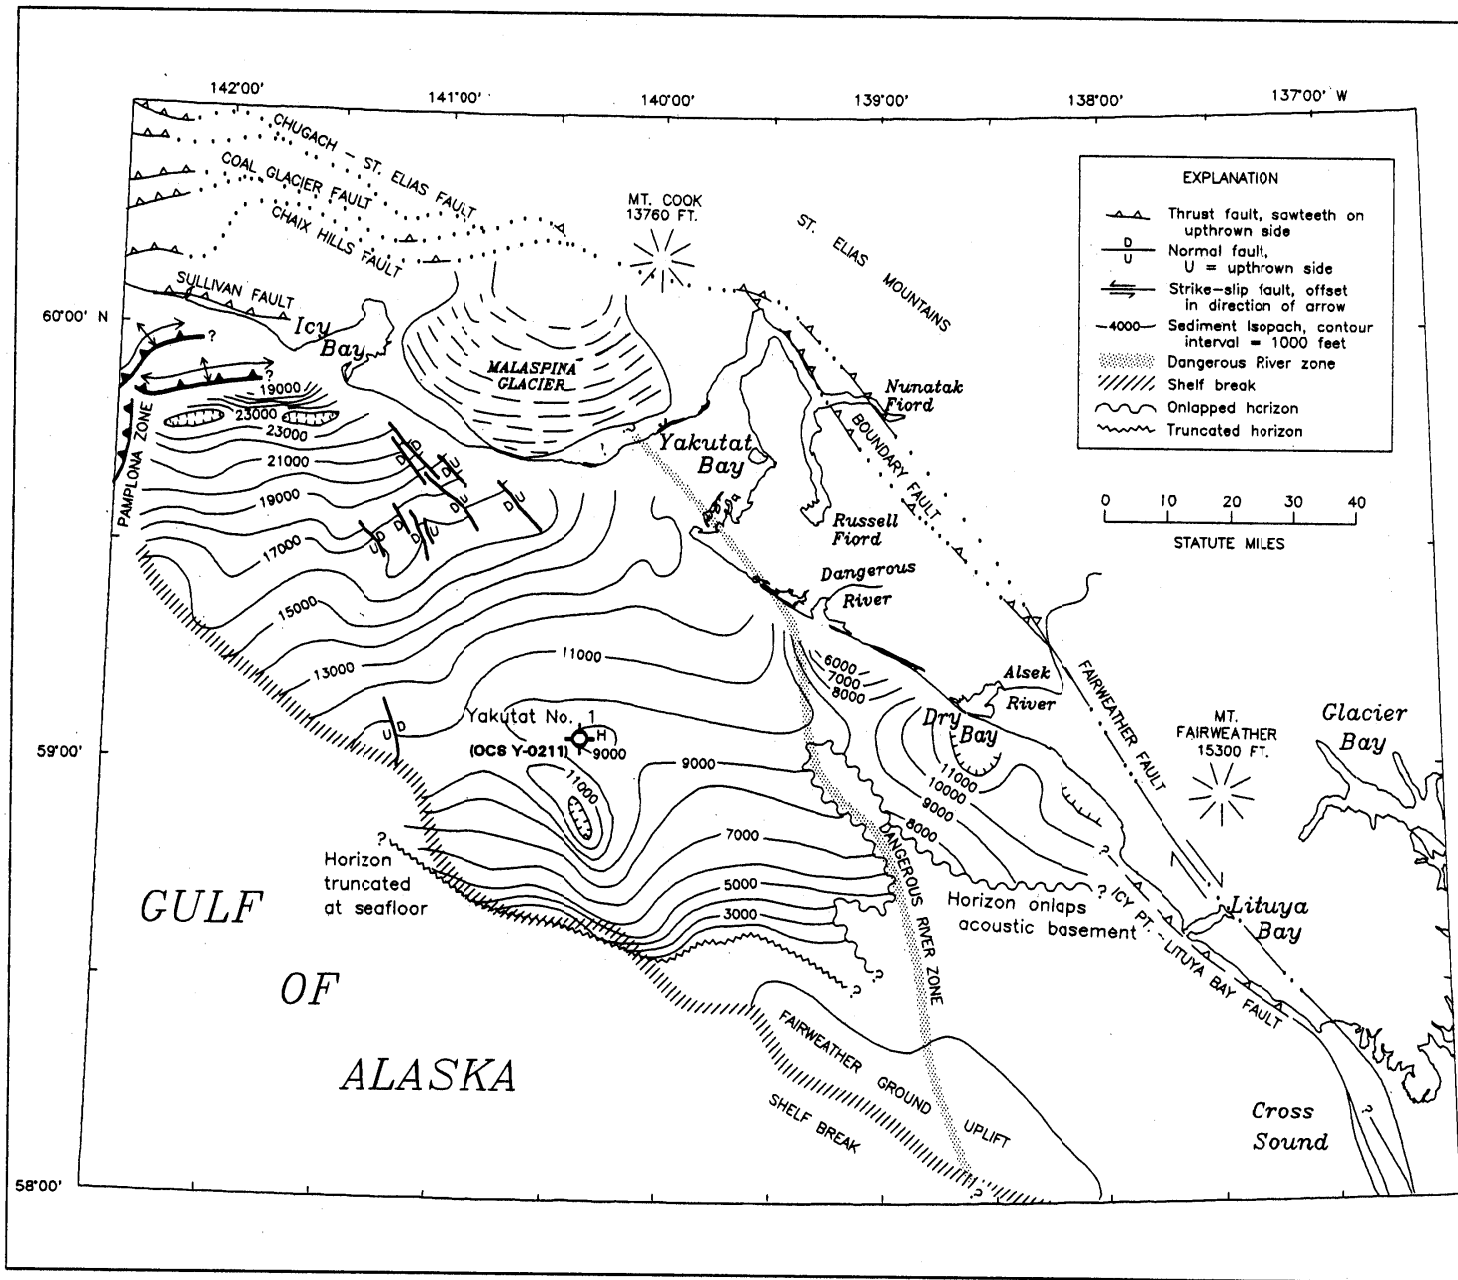 142°00'
141°00'
140°00'
139°00'
138°00'
137°00' W
CHUGACH – ST. ELIAS FAULT
COAL GLACIER FAULT
CHAIX HILLS FAULT
SULLIVAN FAULT
60°00' N
Icy
Bay
MT. COOK
13760 FT.
ST. ELIAS MOUNTAINS
EXPLANATION
Thrust fault, sawteeth on
upthrown side
D
U
Normal fault,
U = upthrown side
Strike-slip fault, offset
in direction of arrow
-4000- Sediment Isopach, contour
interval = 1000 feet
Dangerous River zone
Shelf break
Onlapped horizon
Truncated horizon
0 10 20 30 40
STATUTE MILES
MALASPINA
GLACIER
Nunatak
Fiord
BOUNDARY FAULT
Yakutat
Bay
Russell
Fiord
Dangerous
River
PAMPLONA ZONE
?
?
?
19000
23000
23000
21000
19000
17000
15000
13000
11000
D
D
U
D
U
D
D
U
D
U
D
D
U
U
D
6000
7000
8000
Alsek
River
Dry
Bay
FAIRWEATHER FAULT
MT.
FAIRWEATHER
15300 FT.
Glacier
Bay
59°00'
Yakutat No. 1
(OCS Y-0211)
H
9000
9000
11000
7000
5000
3000
11000
10000
9000
8000
?
Horizon
truncated
at seafloor
DANGEROUS RIVER ZONE
?
?
Horizon onlaps
acoustic basement
ICY PT. – LITUYA BAY FAULT
Lituya
Bay
?
?
GULF
OF
ALASKA
FAIRWEATHER GROUND UPLIFT
SHELF BREAK
?
Cross
Sound
?
58°00'